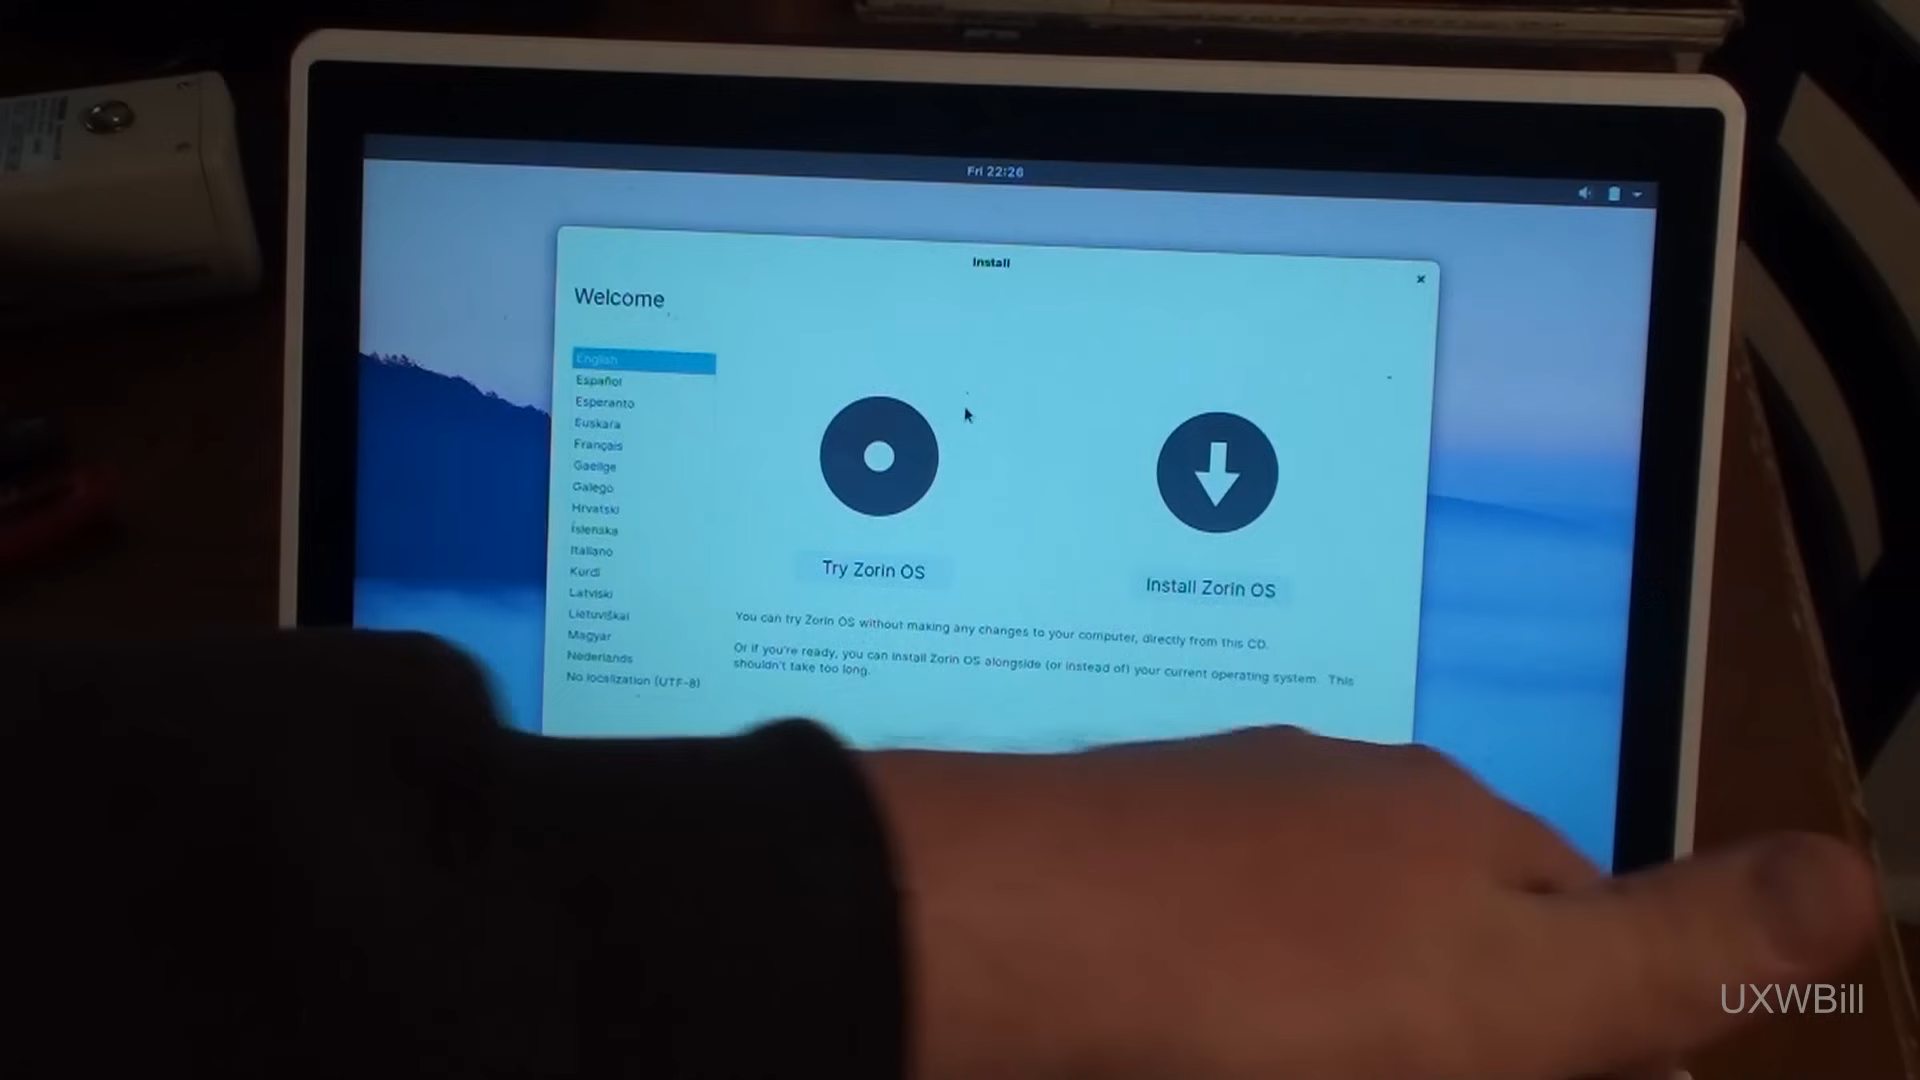 Fri 22:26
Install
Welcome
English
Español
Esperanto
Euskara
Français
Gaeilge
Galego
Hrvatski
Íslenska
Italiano
Kurdî
Latviski
Lietuviškai
Magyar
Nederlands
No localization (UTF-8)
Try Zorin OS
Install Zorin OS
You can try Zorin OS without making any changes to your computer, directly from this CD.
Or if you're ready, you can install Zorin OS alongside (or instead of) your current operating system. This
shouldn't take too long.
UXWBill